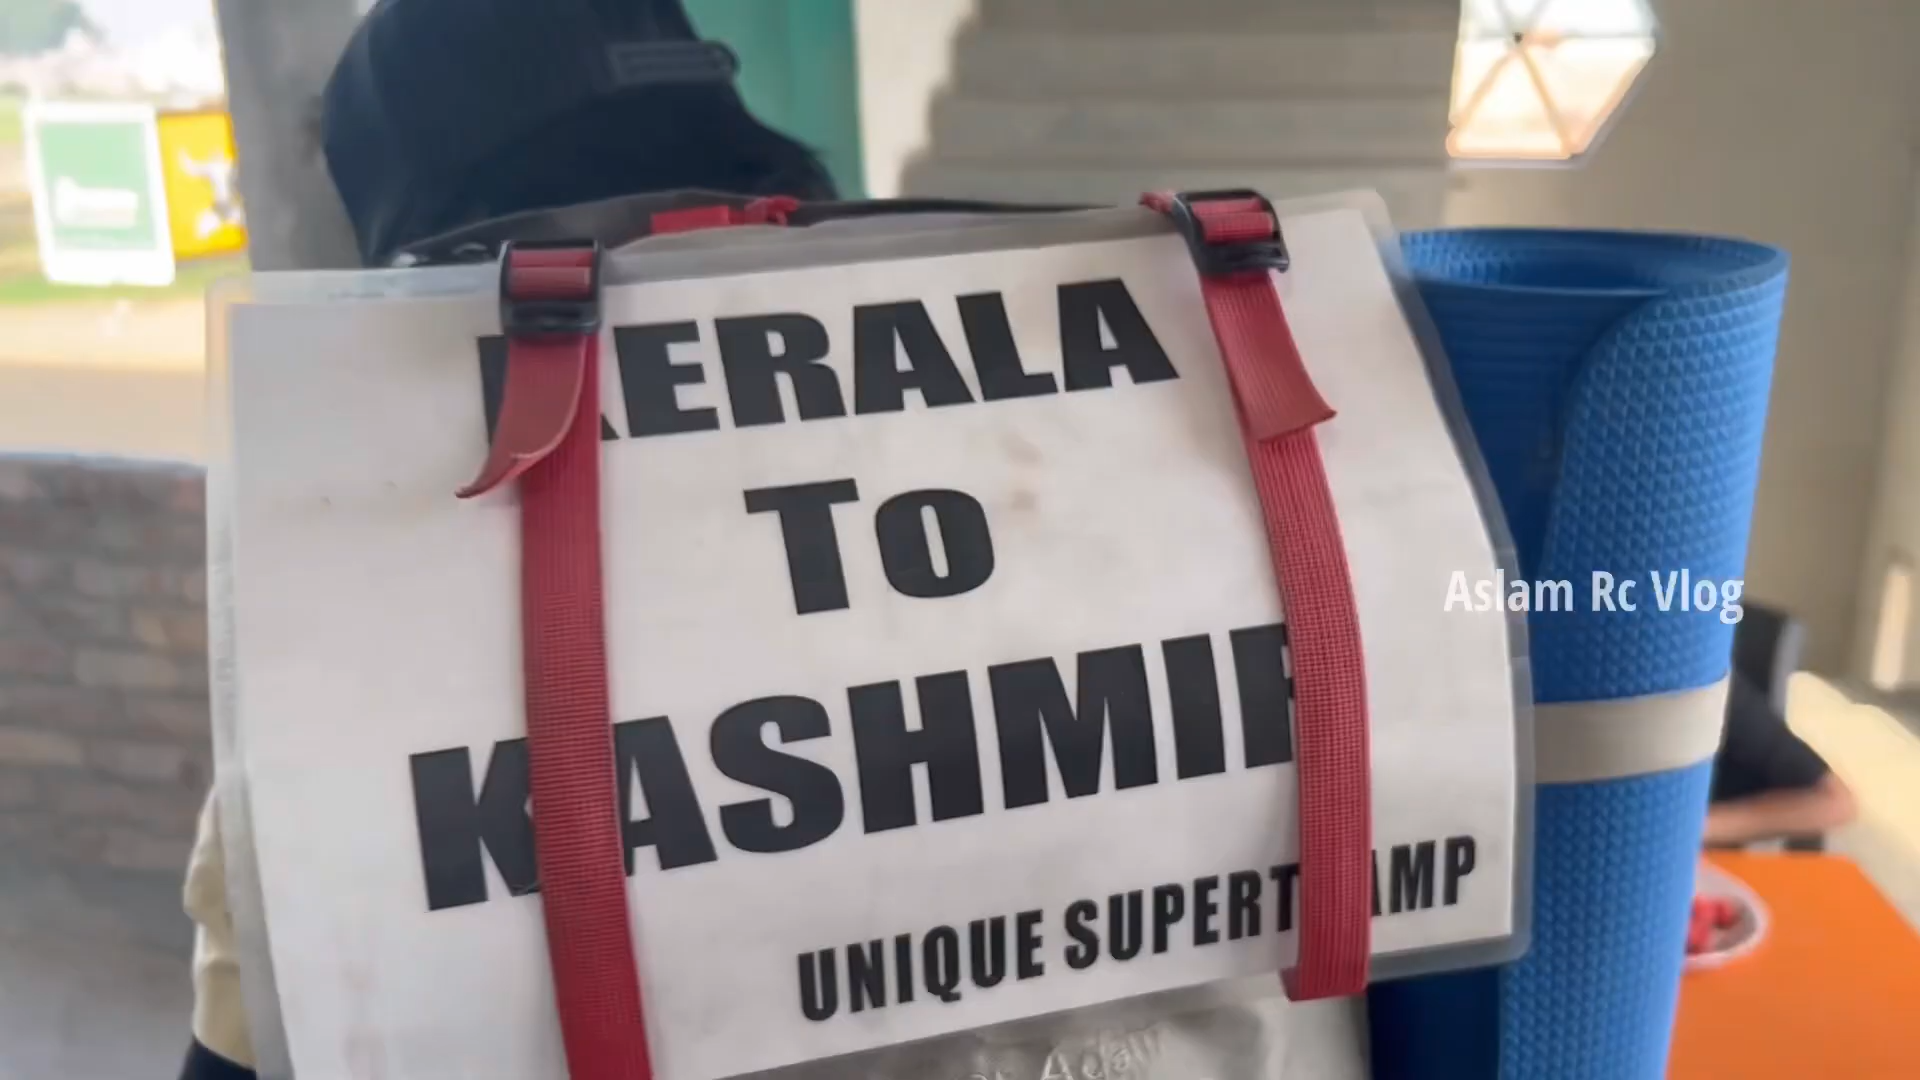 KERALA
To
KASHMIR
UNIQUE SUPERTRAMP
Aslam Rc Vlog